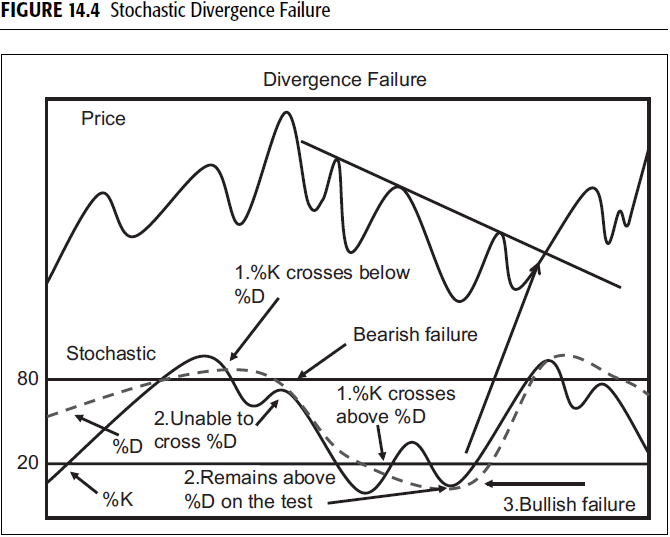 FIGURE 14.4 Stochastic Divergence Failure
Divergence Failure
Price
1.%K crosses below
%D
Stochastic
Bearish failure
80
1.%K crosses
above %D
2.Unable to
cross %D
%D
20
2.Remains above
%D on the test
%K
3.Bullish failure